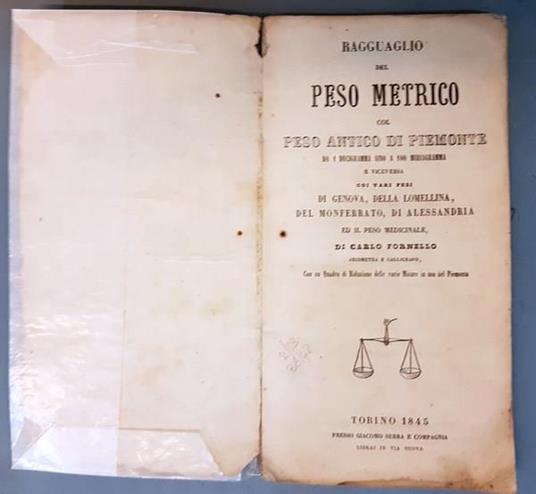 RAGGUAGLIO
DEL
PESO METRICO
COL
PESO ANTICO DI PIEMONTE
DA 1 DECIGRAMMA SINO A 100 MIRIAGRAMMA
E VICEVERSA
COI VARI PESI
DI GENOVA, DELLA LOMELLINA,
DEL MONFERRATO, DI ALESSANDRIA
ED IL PESO MEDICINALE,
DI CARLO FORNELLO
GEOMETRA E CALLIGRAFO,
Con un Quadro di Riduzione delle varie Misure in uso nel Piemonte
TORINO 1845
PRESSO GIACOMO SERRA E COMPAGNIA
LIBRAI IN VIA NUOVA